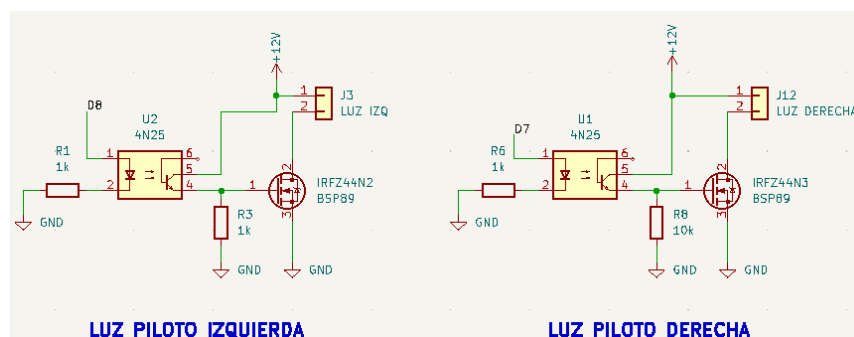 +12V
D8
U2
4N25
1
2
6
5
4
R1
1k
GND
R3
1k
GND
1
2
3
IRFZ44N2
BSP89
GND
1
2
J3
LUZ IZQ
LUZ PILOTO IZQUIERDA
+12V
D7
U1
4N25
1
2
6
5
4
R6
1k
GND
R8
10k
GND
1
2
3
IRFZ44N3
BSP89
GND
1
2
J12
LUZ DERECHA
LUZ PILOTO DERECHA